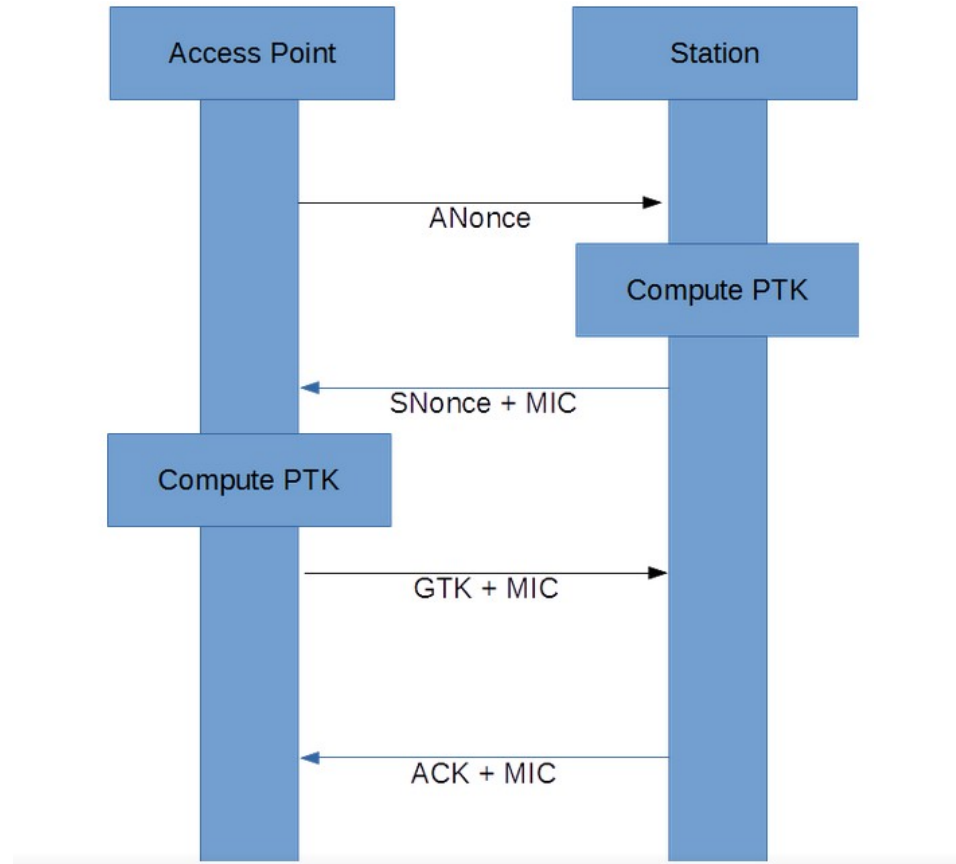 Access Point
Station
ANonce
Compute PTK
SNonce + MIC
Compute PTK
GTK + MIC
ACK + MIC